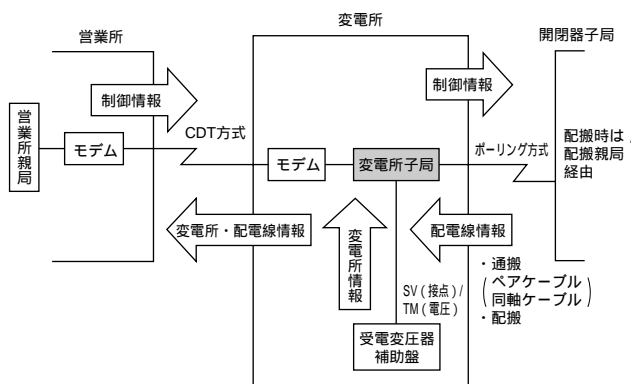 営業所
変電所
開閉器子局
制御情報
制御情報
営業所親局
モデム
CDT方式
モデム
変電所子局
ポーリング方式
配搬時は，
配搬親局
経由
変電所・配電線情報
変電所情報
配電線情報
・通搬
（ペアケーブル
同軸ケーブル）
・配搬
SV（接点）/
TM（電圧）
受電変圧器
補助盤